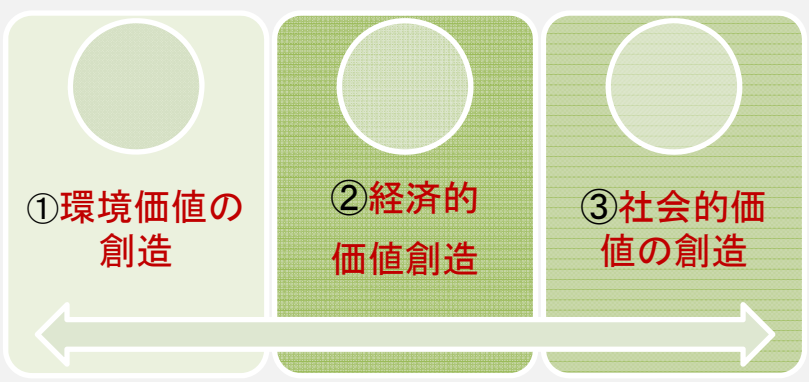 ①環境価値の
創造
②経済的
価値創造
③社会的価
値の創造